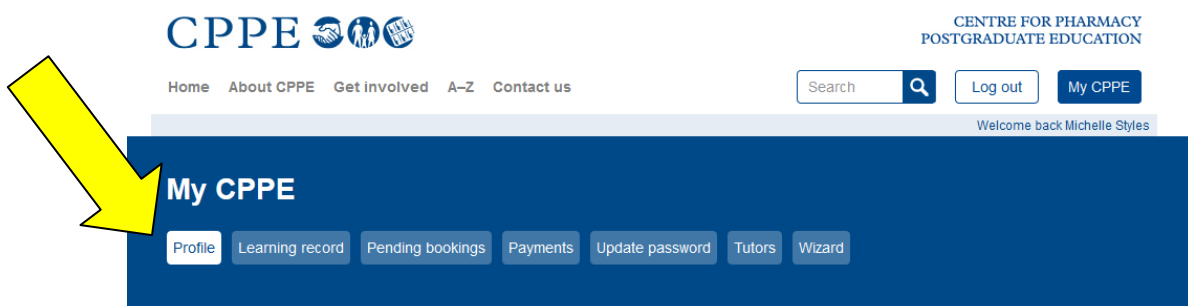 CPPE
CENTRE FOR PHARMACY
POSTGRADUATE EDUCATION
Home About CPPE Get involved A–Z Contact us Search Log out My CPPE
Welcome back Michelle Styles
My CPPE
Profile Learning record Pending bookings Payments Update password Tutors Wizard